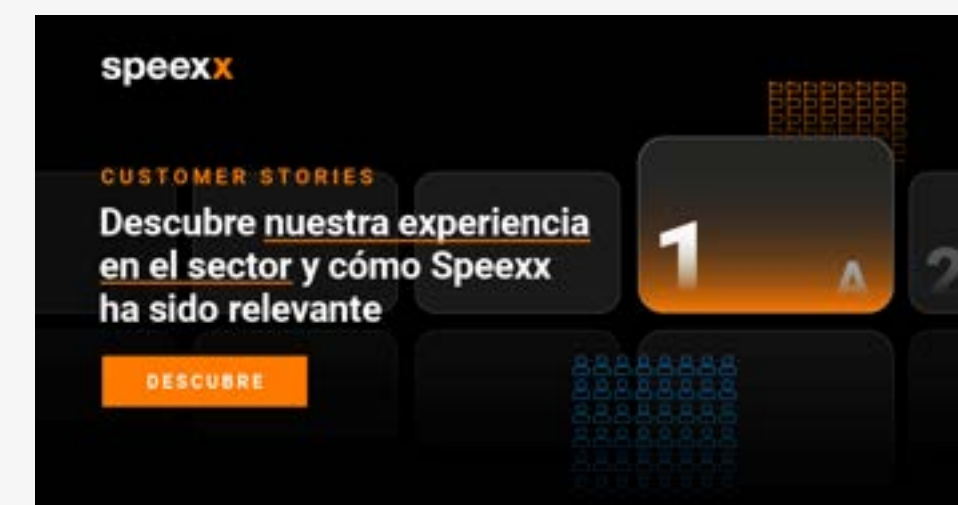 speexx
CUSTOMER STORIES
Descubre nuestra experiencia
en el sector y cómo Speexx
ha sido relevante
1
A
2
DESCUBRE